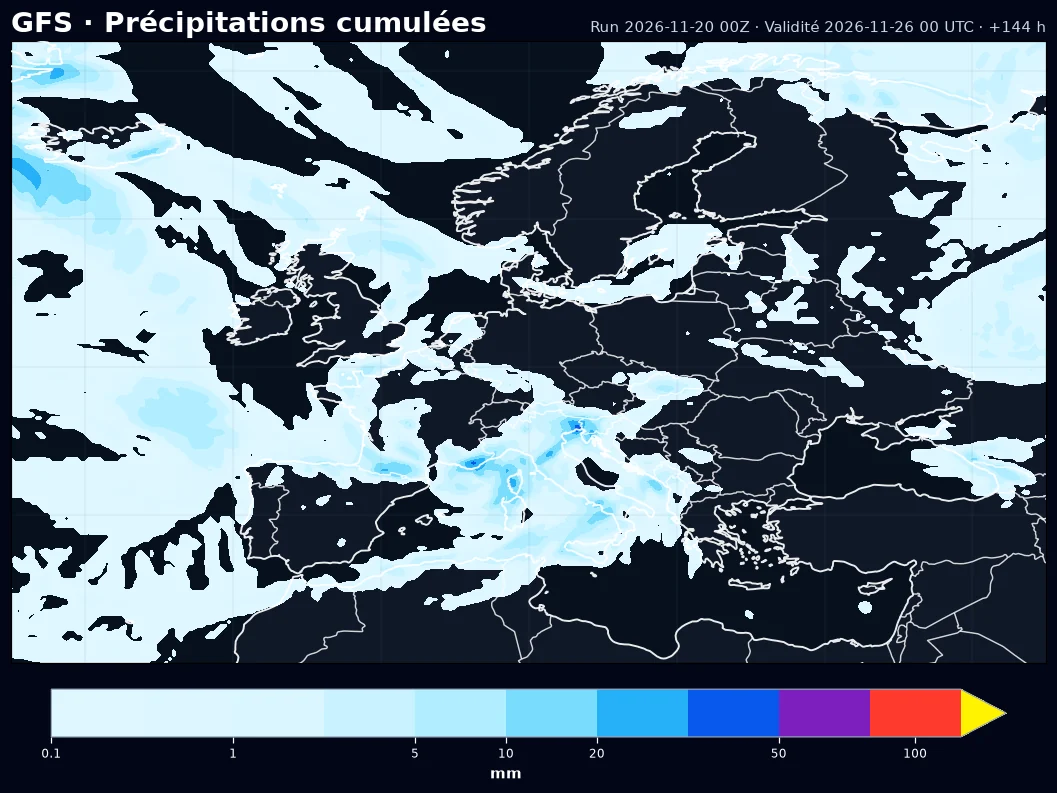 GFS · Précipitations cumulées
Run 2026-11-20 00Z · Validité 2026-11-26 00 UTC · +144 h
0.1 1 5 10 20 50 100
mm